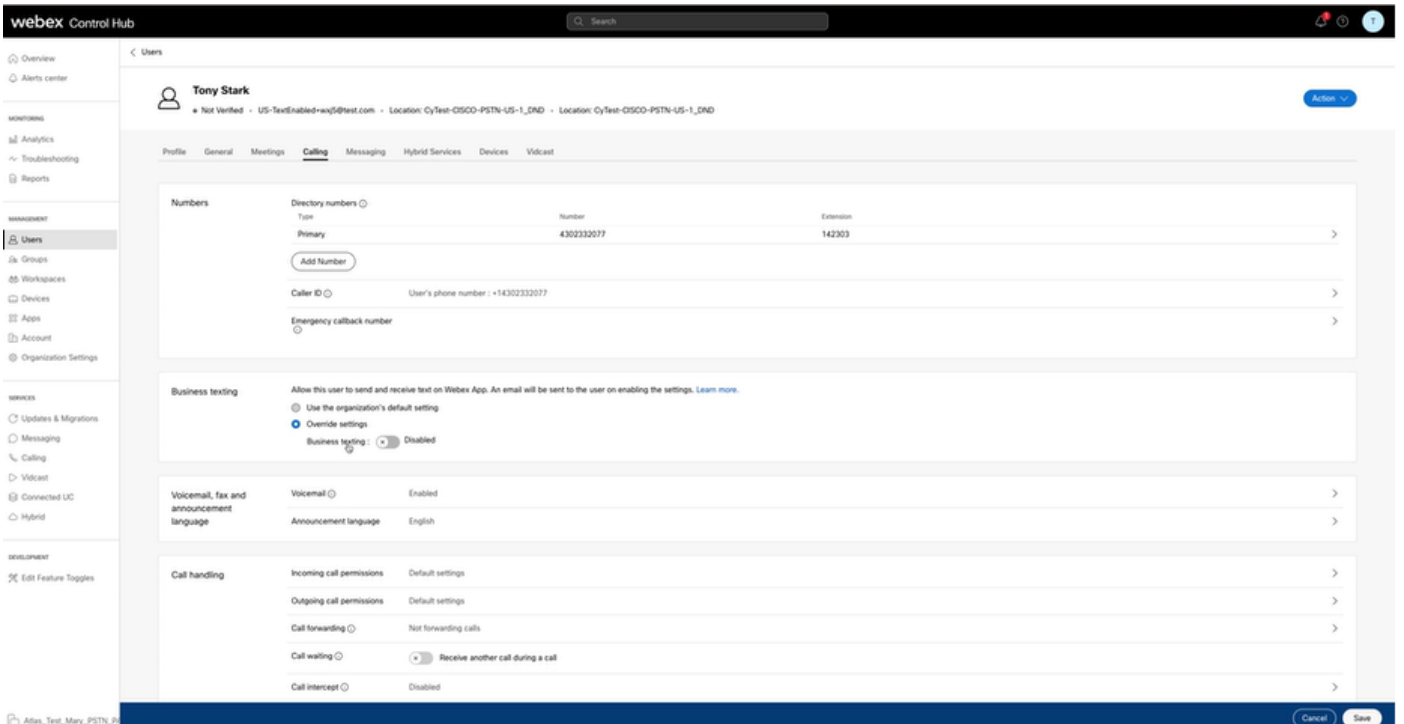 webex Control Hub
Search
T
Overview
Alerts center
MONITORING
Analytics
Troubleshooting
Reports
MANAGEMENT
Users
Groups
Workspaces
Devices
Apps
Account
Organization Settings
SERVICES
Updates & Migrations
Messaging
Calling
Vidcast
Connected UC
Hybrid
DEVELOPMENT
Edit Feature Toggles
Atlas_Test_Mary_PSTN_
Users
Tony Stark
Not Verified · US-TextEnabled+wxj5@test.com · Location: CyTest-CISCO-PSTN-US-1_DND · Location: CyTest-CISCO-PSTN-US-1_DND
Action
Profile General Meetings Calling Messaging Hybrid Services Devices Vidcast
Numbers
Directory numbers
Type Number Extension
Primary 4302332077 142303
Add Number
Caller ID User's phone number : +14302332077
Emergency callback number
Business texting
Allow this user to send and receive text on Webex App. An email will be sent to the user on enabling the settings. Learn more.
Use the organization's default setting
Override settings
Business texting : Disabled
Voicemail, fax and
announcement
language
Voicemail Enabled
Announcement language English
Call handling
Incoming call permissions Default settings
Outgoing call permissions Default settings
Call forwarding Not forwarding calls
Call waiting Receive another call during a call
Call intercept Disabled
Cancel Save